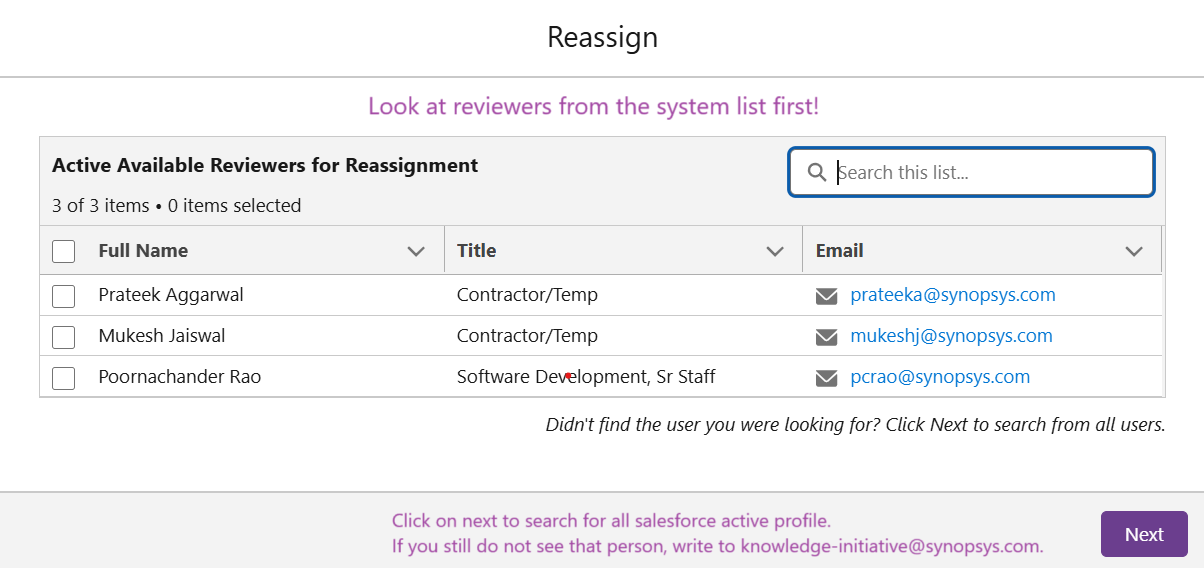 Reassign
Look at reviewers from the system list first!
Active Available Reviewers for Reassignment
Search this list...
3 of 3 items • 0 items selected
Full Name Title Email
Prateek Aggarwal Contractor/Temp prateeka@synopsys.com
Mukesh Jaiswal Contractor/Temp mukeshj@synopsys.com
Poornachander Rao Software Development, Sr Staff pcrao@synopsys.com
Didn't find the user you were looking for? Click Next to search from all users.
Click on next to search for all salesforce active profile.
If you still do not see that person, write to knowledge-initiative@synopsys.com.
Next